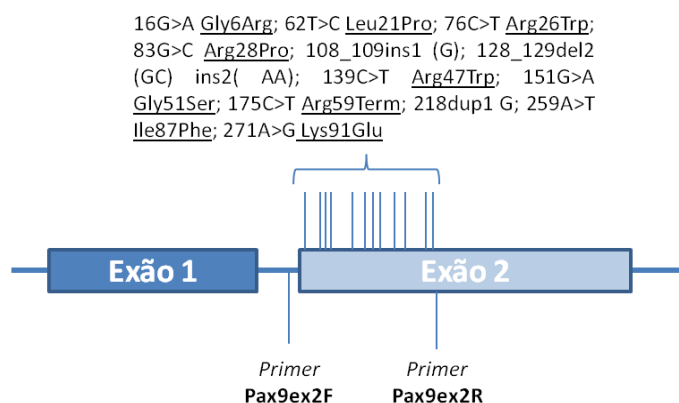 16G>A Gly6Arg; 62T>C Leu21Pro; 76C>T Arg26Trp;
83G>C Arg28Pro; 108_109ins1 (G); 128_129del2
(GC) ins2( AA); 139C>T Arg47Trp; 151G>A
Gly51Ser; 175C>T Arg59Term; 218dup1 G; 259A>T
Ile87Phe; 271A>G Lys91Glu
Exão 1
Exão 2
Primer
Pax9ex2F
Primer
Pax9ex2R